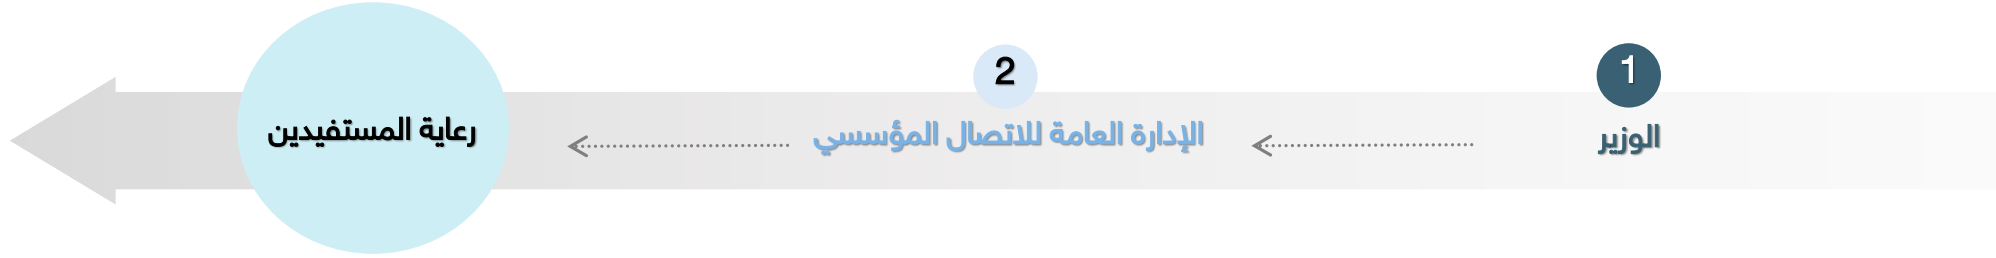 1
الوزير
2
الإدارة العامة للاتصال المؤسسي
رعاية المستفيدين